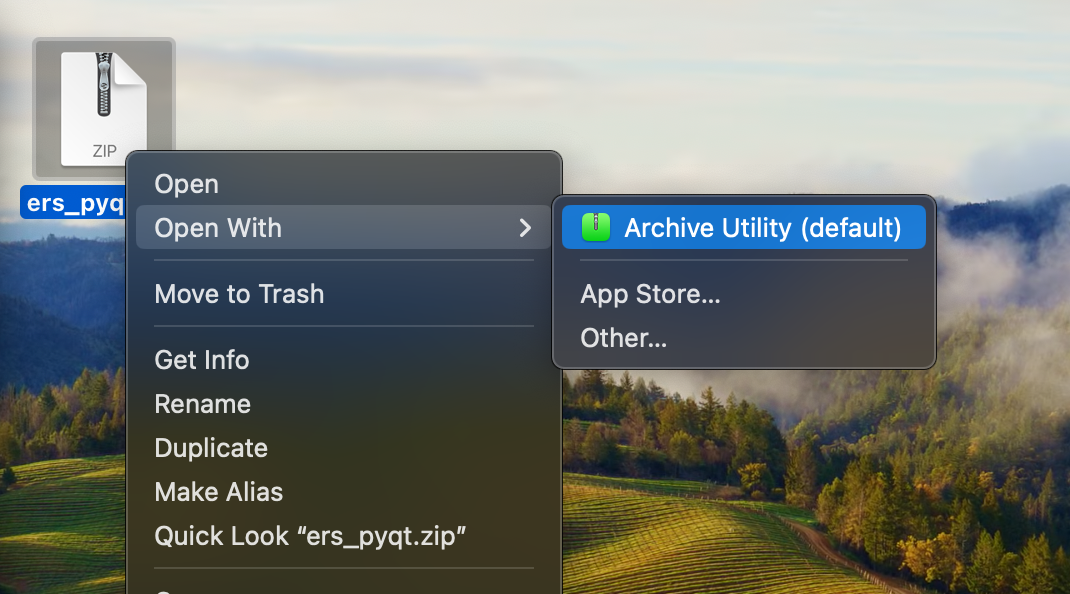 ZIP
ers_pyq
Open
Open With
Archive Utility (default)
App Store...
Other...
Move to Trash
Get Info
Rename
Duplicate
Make Alias
Quick Look “ers_pyqt.zip”